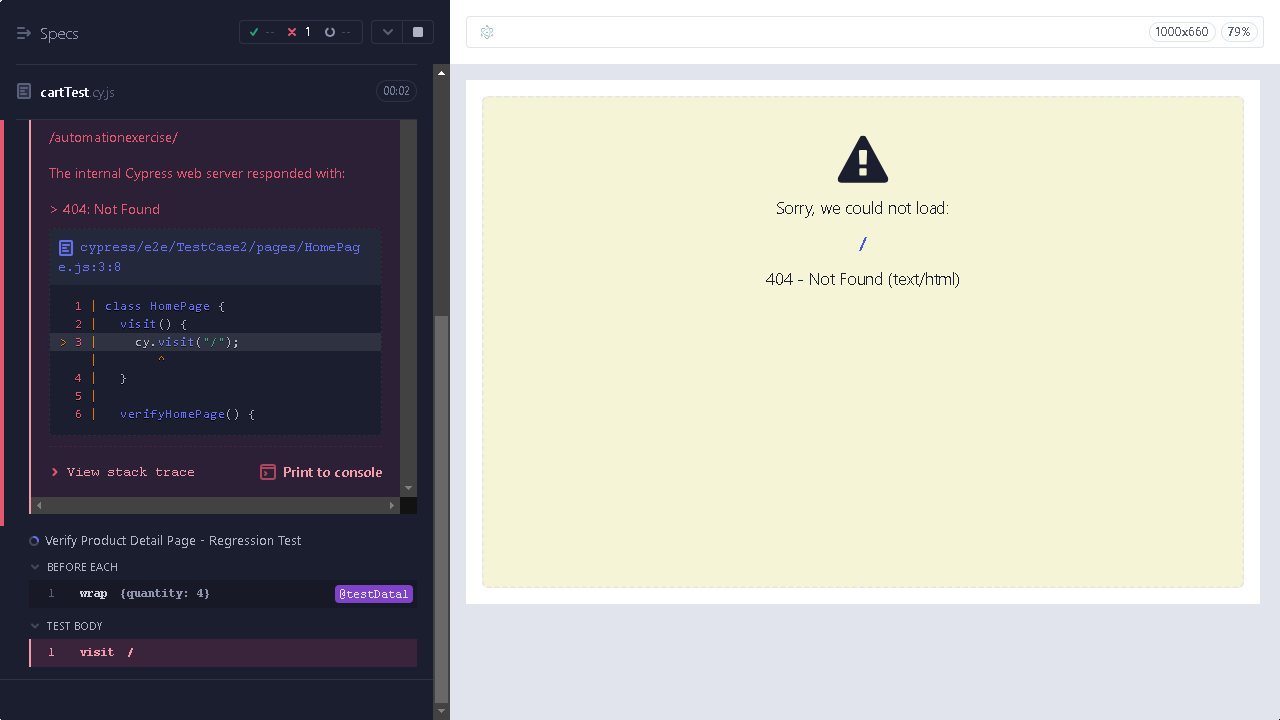 Specs
-- 1 --
1000x660 79%
cartTest.cy.js 00:02
/automationexercise/
The internal Cypress web server responded with:
> 404: Not Found
cypress/e2e/TestCase2/pages/HomePag
e.js:3:8
1 | class HomePage {
2 | visit() {
> 3 | cy.visit("/");
| ^
4 | }
5 |
6 | verifyHomePage() {
> View stack trace Print to console
Verify Product Detail Page - Regression Test
BEFORE EACH
1 wrap {quantity: 4} @testData1
TEST BODY
1 visit /
Sorry, we could not load:
/
404 - Not Found (text/html)